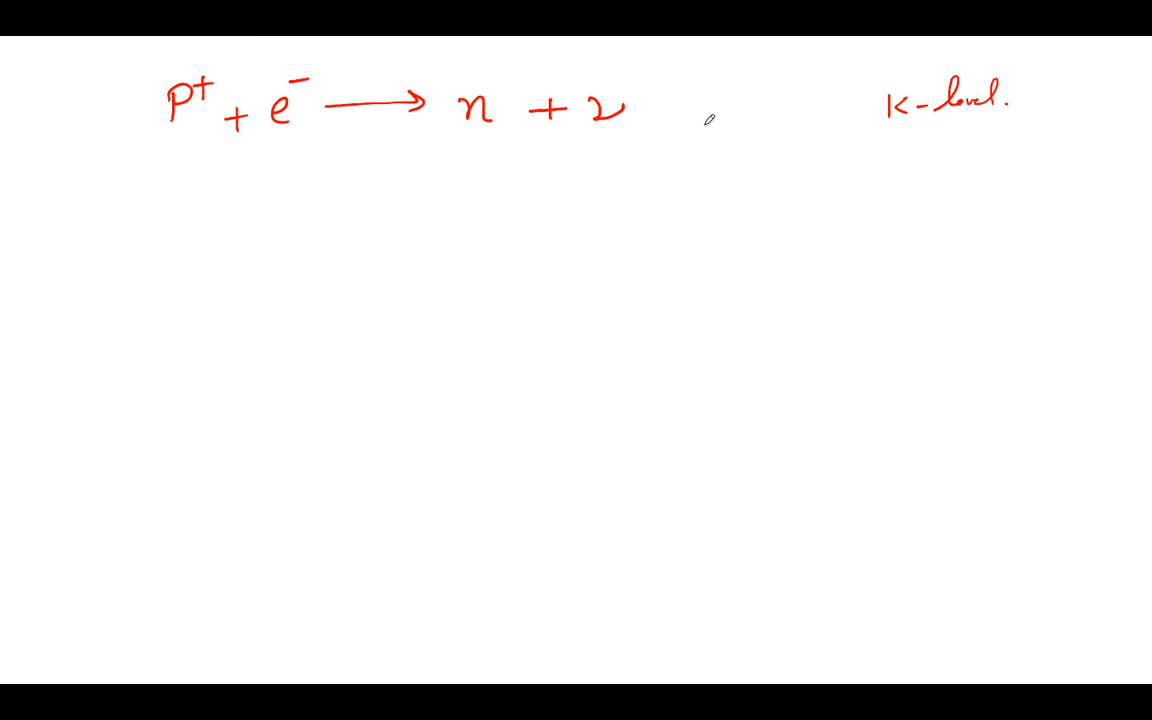 p⁺ + e⁻ ⟶ n + ν K-level.